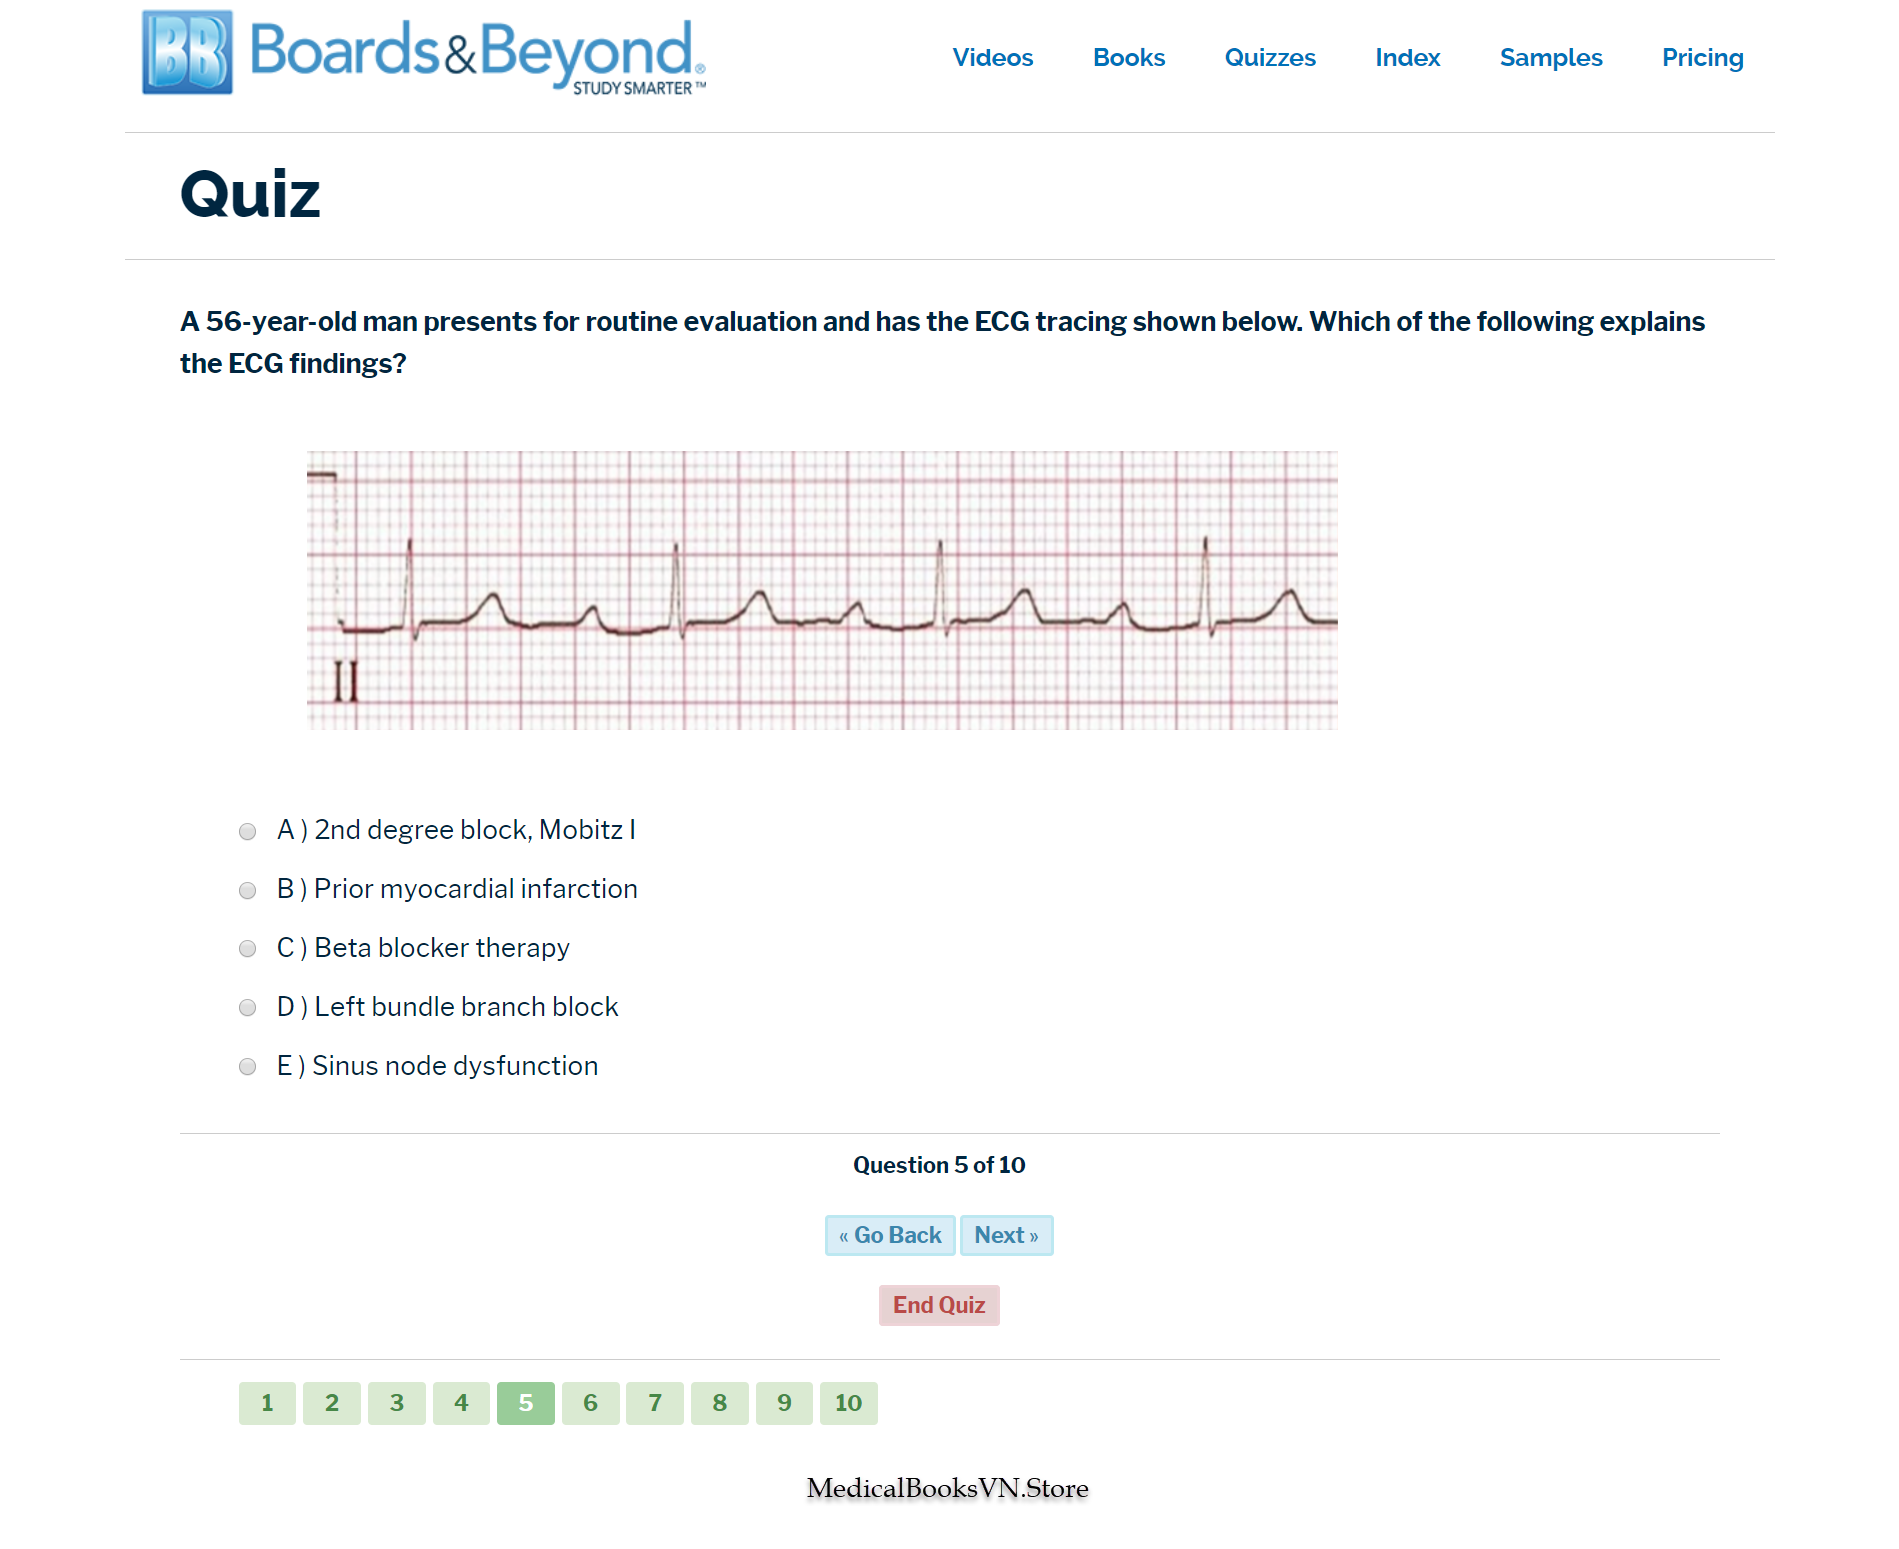 BB Boards&Beyond®
STUDY SMARTER™
Videos Books Quizzes Index Samples Pricing
Quiz
A 56-year-old man presents for routine evaluation and has the ECG tracing shown below. Which of the following explains
the ECG findings?
II
A ) 2nd degree block, Mobitz I
B ) Prior myocardial infarction
C ) Beta blocker therapy
D ) Left bundle branch block
E ) Sinus node dysfunction
Question 5 of 10
« Go Back Next »
End Quiz
1 2 3 4 5 6 7 8 9 10
MedicalBooksVN.Store